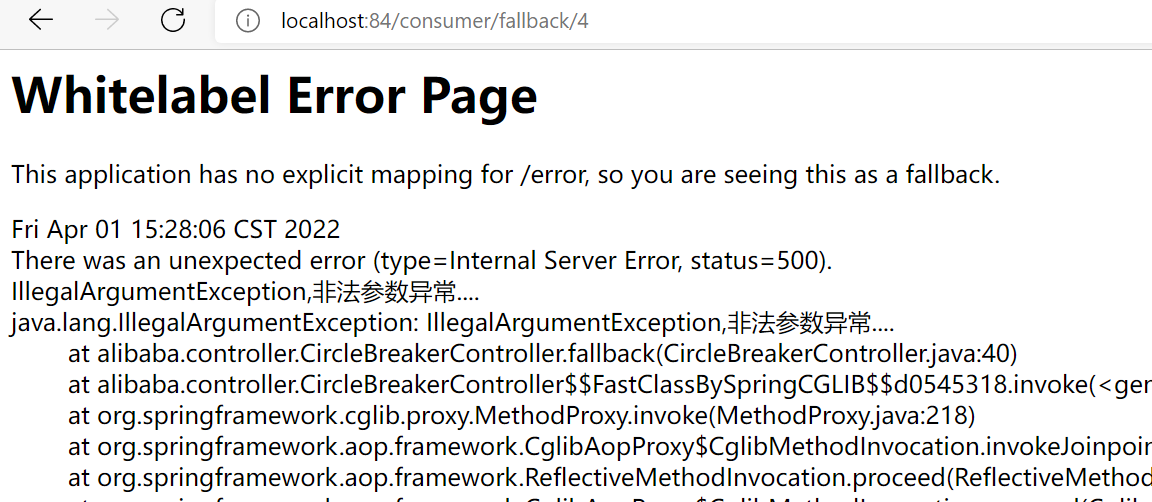 localhost:84/consumer/fallback/4
Whitelabel Error Page
This application has no explicit mapping for /error, so you are seeing this as a fallback.
Fri Apr 01 15:28:06 CST 2022
There was an unexpected error (type=Internal Server Error, status=500).
IllegalArgumentException,非法参数异常....
java.lang.IllegalArgumentException: IllegalArgumentException,非法参数异常....
at alibaba.controller.CircleBreakerController.fallback(CircleBreakerController.java:40)
at alibaba.controller.CircleBreakerController$$FastClassBySpringCGLIB$$d0545318.invoke(<gen
at org.springframework.cglib.proxy.MethodProxy.invoke(MethodProxy.java:218)
at org.springframework.aop.framework.CglibAopProxy$CglibMethodInvocation.invokeJoinpoin
at org.springframework.aop.framework.ReflectiveMethodInvocation.proceed(ReflectiveMethod